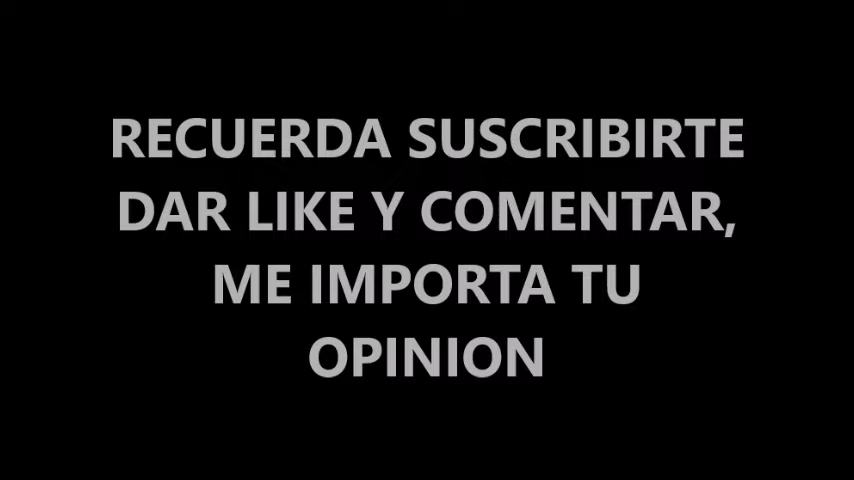 RECUERDA SUSCRIBIRTE
DAR LIKE Y COMENTAR,
ME IMPORTA TU
OPINION